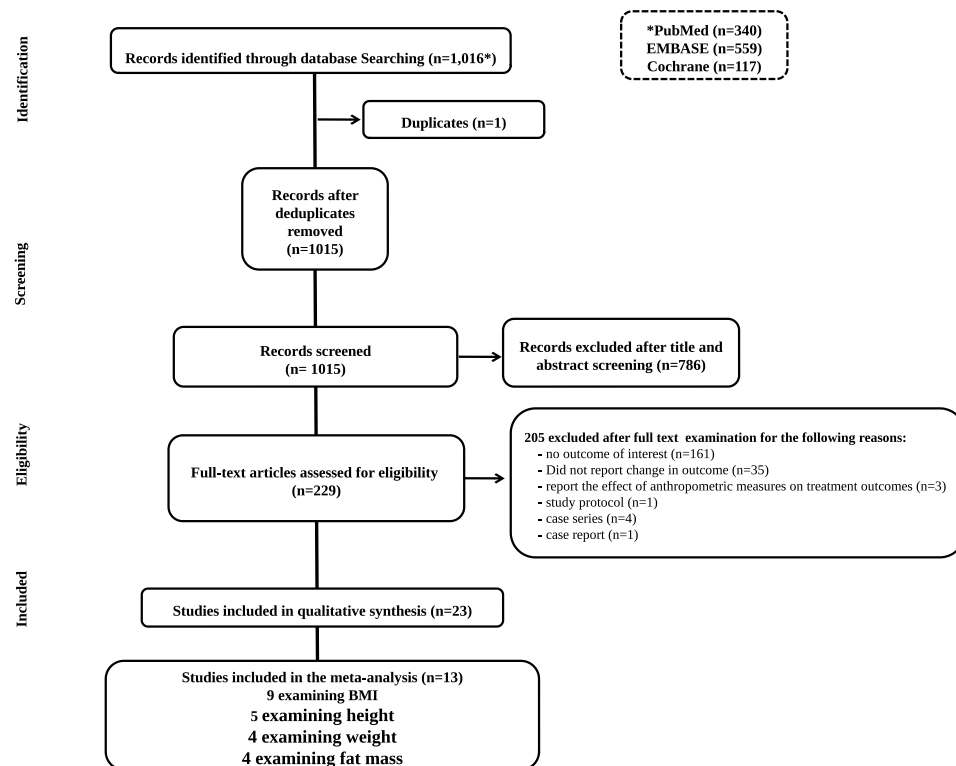 Identification
Records identified through database Searching (n=1,016*)
*PubMed (n=340)
EMBASE (n=559)
Cochrane (n=117)
Duplicates (n=1)
Records after
deduplicates
removed
(n=1015)
Screening
Records screened
(n= 1015)
Records excluded after title and
abstract screening (n=786)
Eligibility
Full-text articles assessed for eligibility
(n=229)
205 excluded after full text examination for the following reasons:
- no outcome of interest (n=161)
- Did not report change in outcome (n=35)
- report the effect of anthropometric measures on treatment outcomes (n=3)
- study protocol (n=1)
- case series (n=4)
- case report (n=1)
Included
Studies included in qualitative synthesis (n=23)
Studies included in the meta-analysis (n=13)
9 examining BMI
5 examining height
4 examining weight
4 examining fat mass